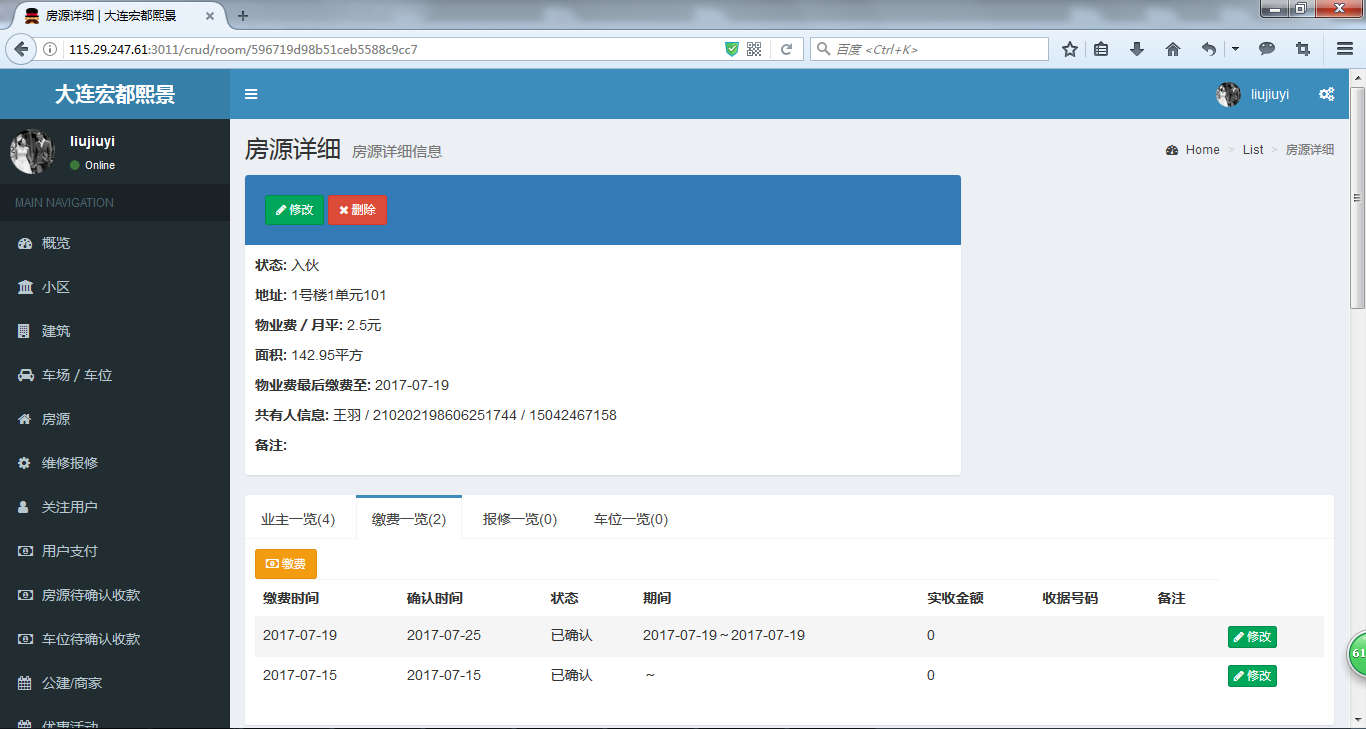 房源详细 | 大连宏都熙景
115.29.247.61:3011/crud/room/596719d98b51ceb5588c9cc7
百度 <Ctrl+K>
大连宏都熙景
liujiuyi
liujiuyi
Online
MAIN NAVIGATION
概览
小区
建筑
车场 / 车位
房源
维修报修
关注用户
用户支付
房源待确认收款
车位待确认收款
公建/商家
优惠活动
房源详细 房源详细信息
Home > List > 房源详细
修改 删除
状态: 入伙
地址: 1号楼1单元101
物业费 / 月平: 2.5元
面积: 142.95平方
物业费最后缴费至: 2017-07-19
共有人信息: 王羽 / 210202198606251744 / 15042467158
备注:
业主一览(4) 缴费一览(2) 报修一览(0) 车位一览(0)
缴费
缴费时间 确认时间 状态 期间 实收金额 收据号码 备注
2017-07-19 2017-07-25 已确认 2017-07-19～2017-07-19 0 修改
2017-07-15 2017-07-15 已确认 ～ 0 修改
61